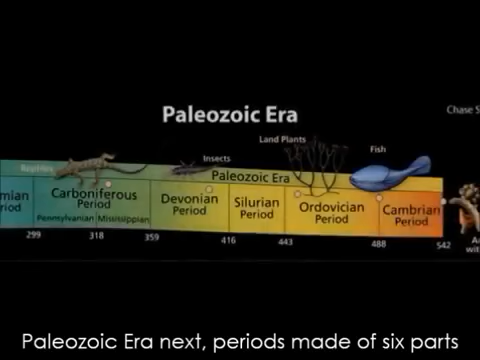 Paleozoic Era
Chase S
Land Plants
Fish
Insects
Reptiles
Paleozoic Era
mian
Period
Carboniferous
Period
Pennsylvanian Mississippian
Devonian
Period
Silurian
Period
Ordovician
Period
Cambrian
Period
299 318 359 416 443 488 542
A
wit
Paleozoic Era next, periods made of six parts